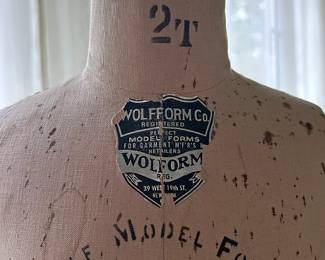 2T
WOLFFORM Co.
REGISTERED
PERFECT
MODEL FORMS
FOR GARMENT M'F'R'S
RETAILERS
WOLFORM
REG.
39 WEST 19th ST.
NEW YORK
MODEL FO